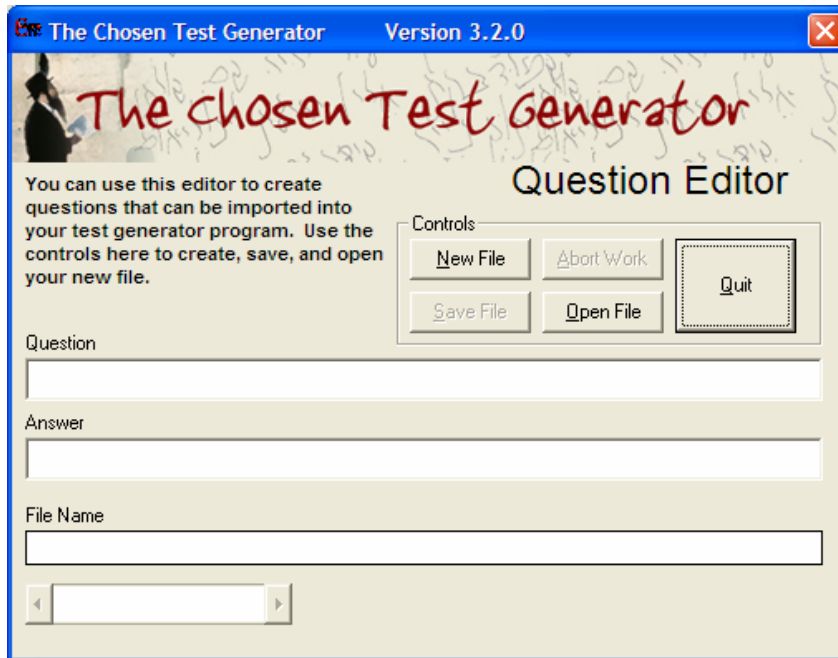 The Chosen Test Generator Version 3.2.0
The Chosen Test Generator
Question Editor
You can use this editor to create
questions that can be imported into
your test generator program. Use the
controls here to create, save, and open
your new file.
Controls
New File Abort Work
Quit
Save File Open File
Question
Answer
File Name